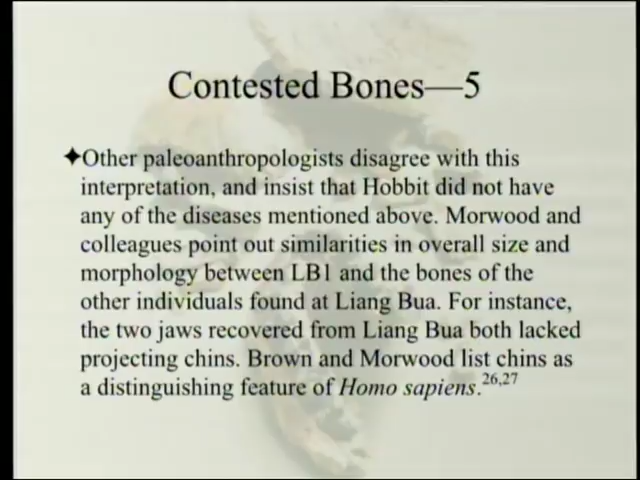 Contested Bones—5
✦Other paleoanthropologists disagree with this
interpretation, and insist that Hobbit did not have
any of the diseases mentioned above. Morwood and
colleagues point out similarities in overall size and
morphology between LB1 and the bones of the
other individuals found at Liang Bua. For instance,
the two jaws recovered from Liang Bua both lacked
projecting chins. Brown and Morwood list chins as
a distinguishing feature of Homo sapiens.26,27